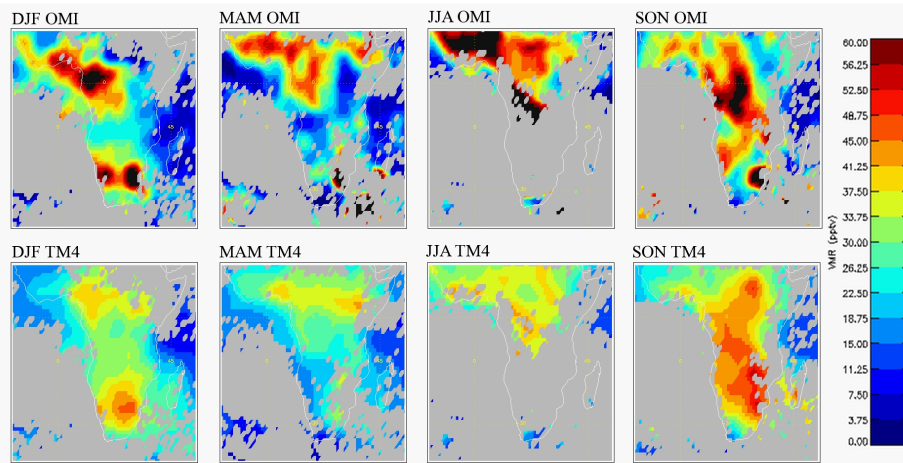 DJF OMI
MAM OMI
JJA OMI
SON OMI
DJF TM4
MAM TM4
JJA TM4
SON TM4
VMR (pptv)
60.00
56.25
52.50
48.75
45.00
41.25
37.50
33.75
30.00
26.25
22.50
18.75
15.00
11.25
7.50
3.75
0.00